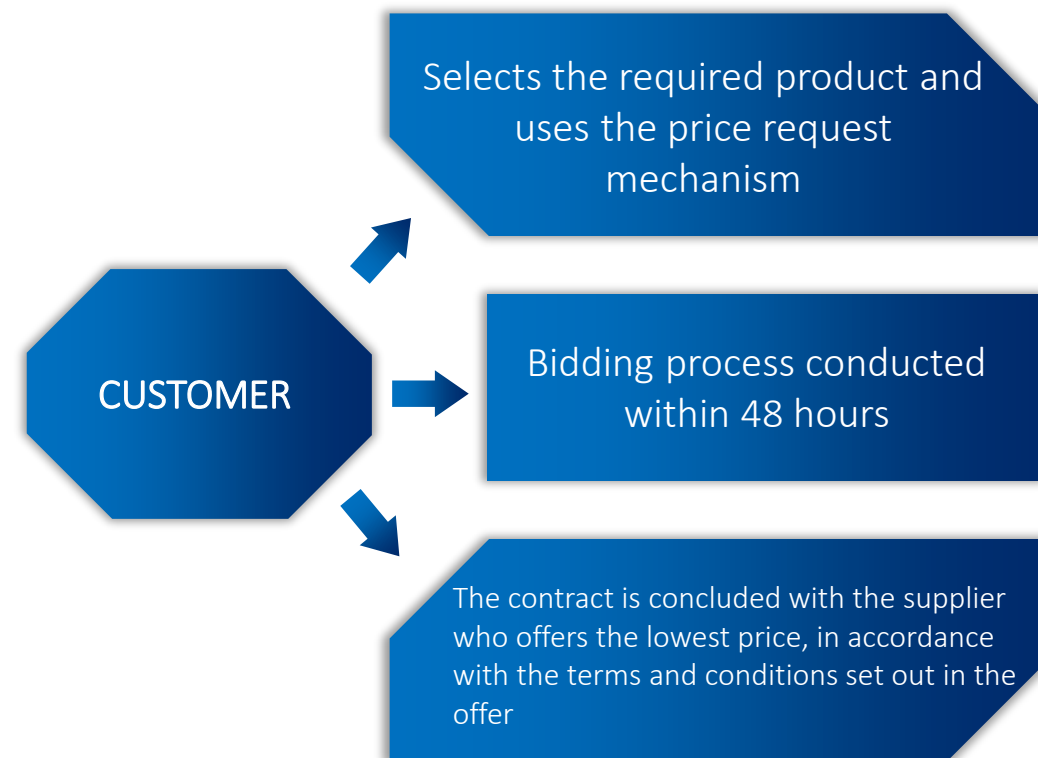 Selects the required product and
uses the price request
mechanism
CUSTOMER
Bidding process conducted
within 48 hours
The contract is concluded with the supplier
who offers the lowest price, in accordance
with the terms and conditions set out in the
offer